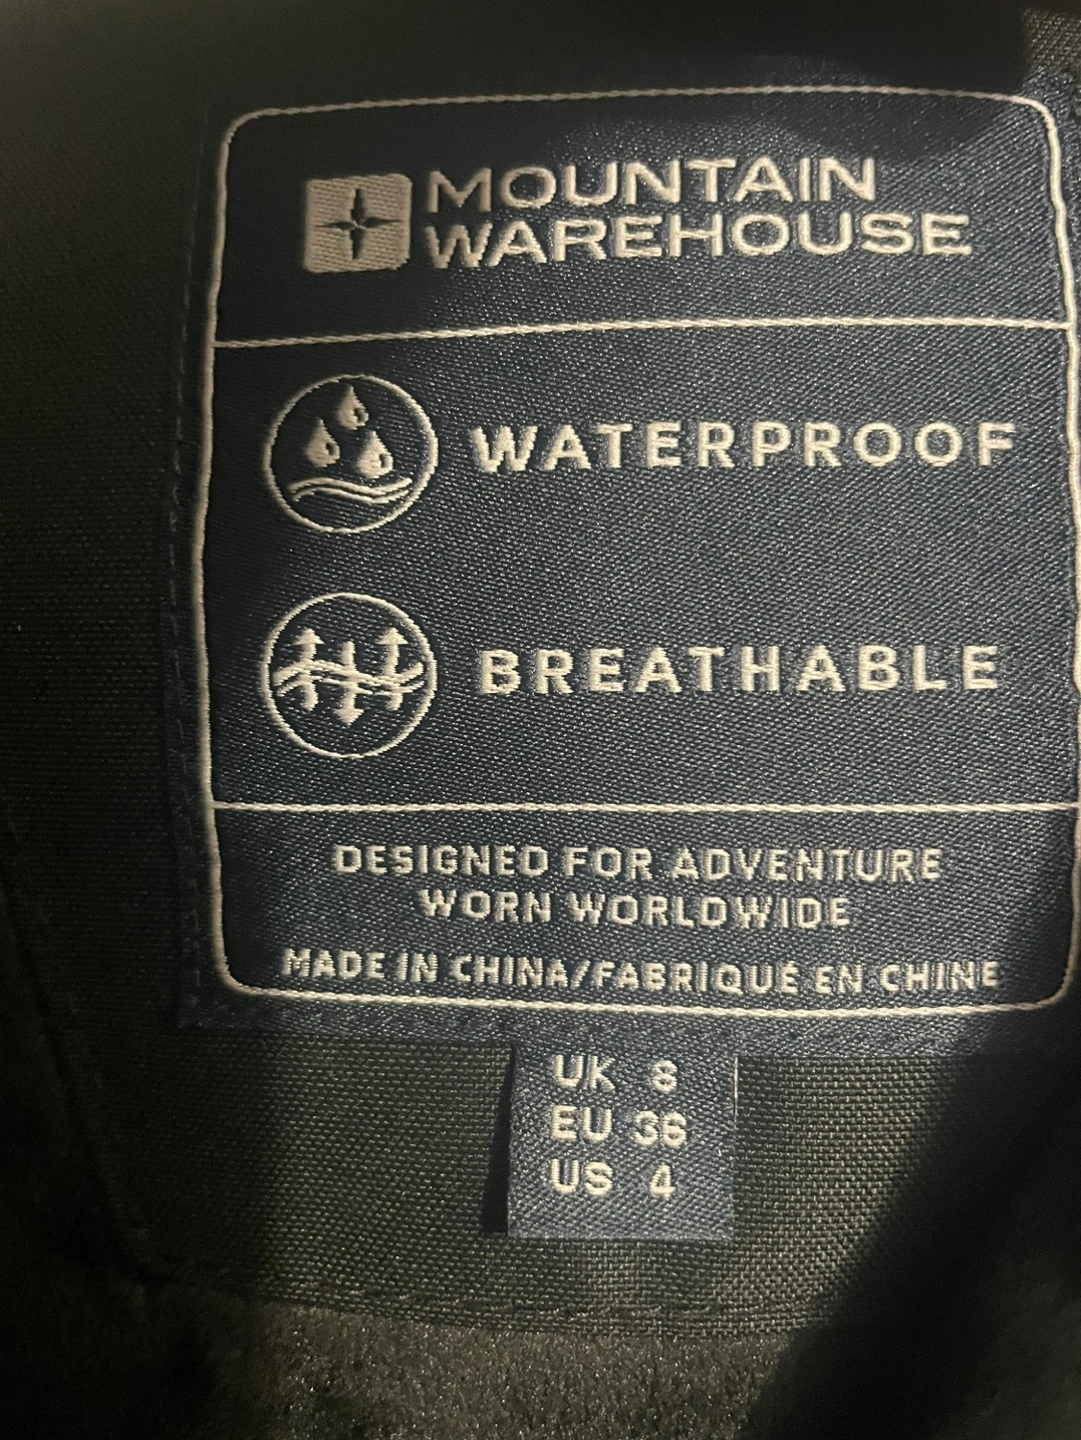 MOUNTAIN
WAREHOUSE
WATERPROOF
BREATHABLE
DESIGNED FOR ADVENTURE
WORN WORLDWIDE
MADE IN CHINA/FABRIQUÉ EN CHINE
UK 8
EU 36
US 4